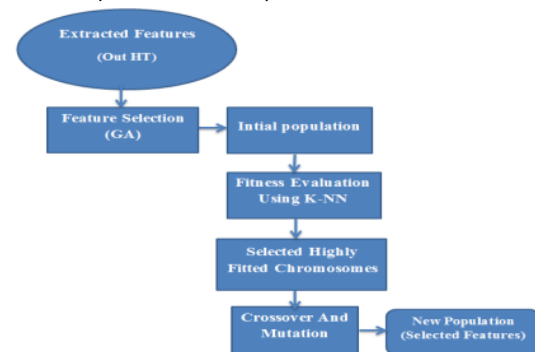 Extracted Features
(Out HT)
Feature Selection
(GA)
Intial population
Fitness Evaluation
Using K-NN
Selected Highly
Fitted Chromosomes
Crossover And
Mutation
New Population
(Selected Features)